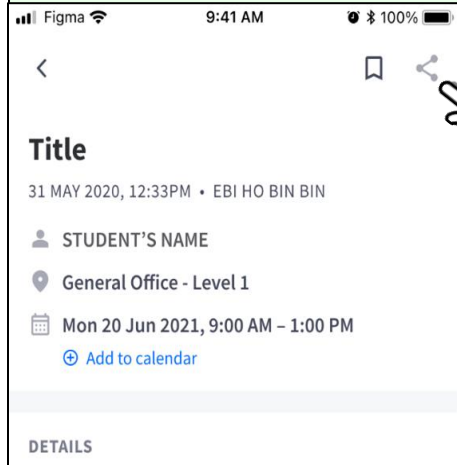 Figma 9:41 AM 100%
Title
31 MAY 2020, 12:33PM • EBI HO BIN BIN
STUDENT'S NAME
General Office - Level 1
Mon 20 Jun 2021, 9:00 AM – 1:00 PM
Add to calendar
DETAILS